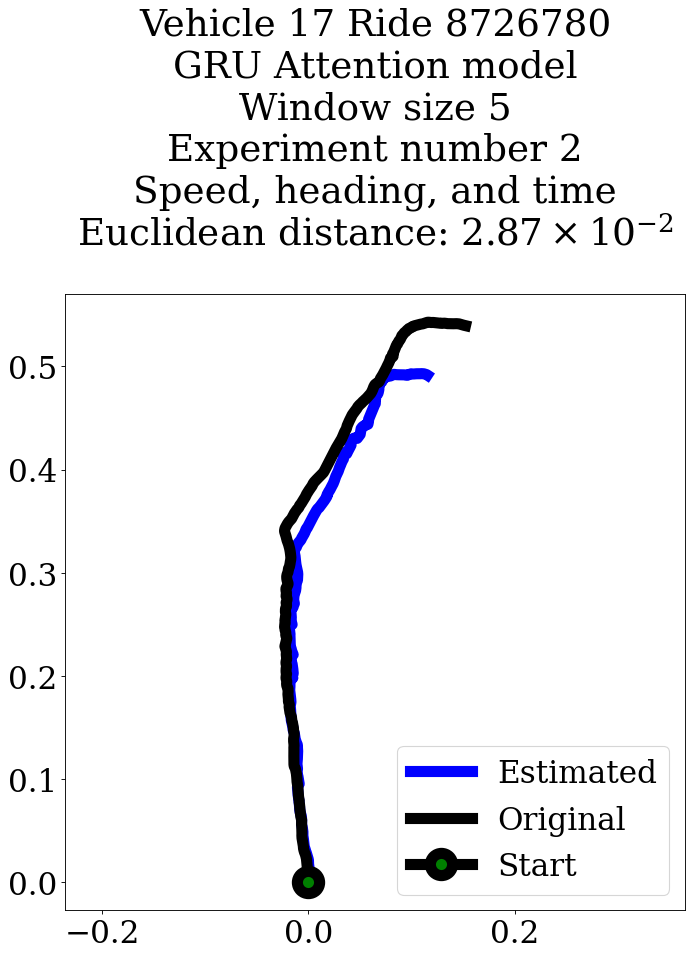 Vehicle 17 Ride 8726780
GRU Attention model
Window size 5
Experiment number 2
Speed, heading, and time
Euclidean distance: 2.87 × 10⁻²
0.5
0.4
0.3
0.2
0.1
0.0
−0.2 0.0 0.2
Estimated
Original
Start